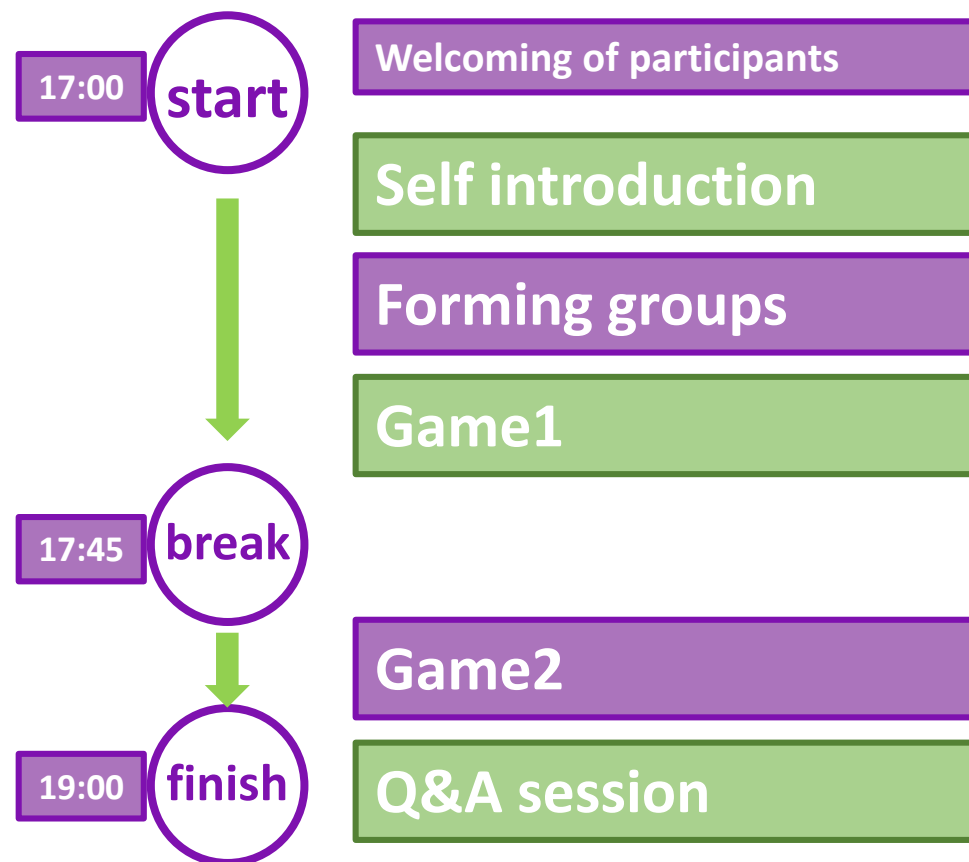 17:00
start
Welcoming of participants
Self introduction
Forming groups
Game1
17:45
break
Game2
19:00
finish
Q&A session